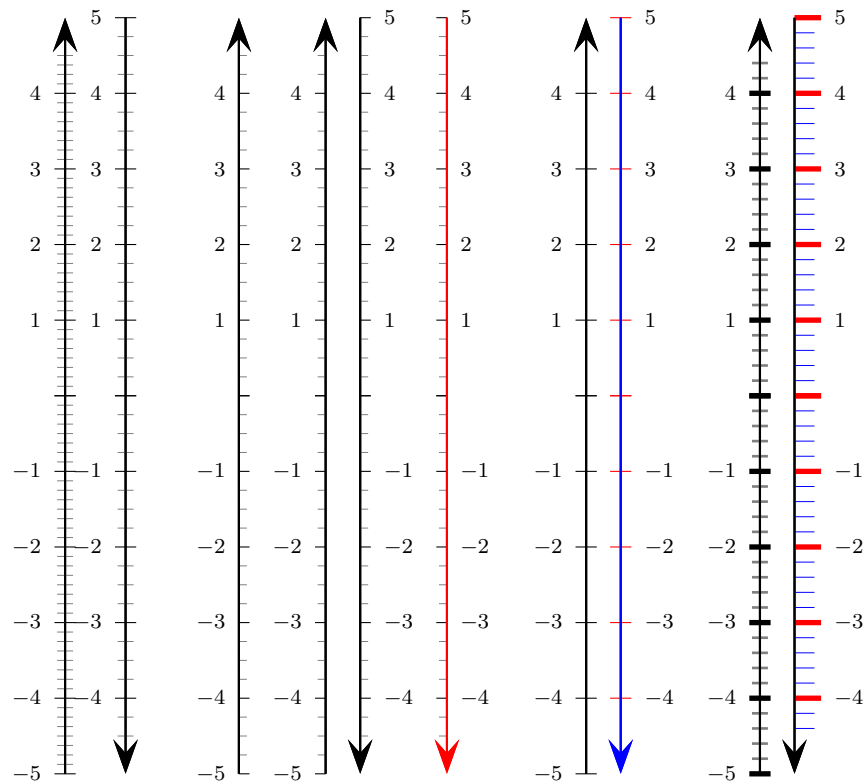 5 5 5 5 5
4 4 4 4 4 4 4 4 4
3 3 3 3 3 3 3 3 3
2 2 2 2 2 2 2 2 2
1 1 1 1 1 1 1 1 1
−1 −1 −1 −1 −1 −1 −1 −1 −1
−2 −2 −2 −2 −2 −2 −2 −2 −2
−3 −3 −3 −3 −3 −3 −3 −3 −3
−4 −4 −4 −4 −4 −4 −4 −4 −4
−5 −5 −5 −5